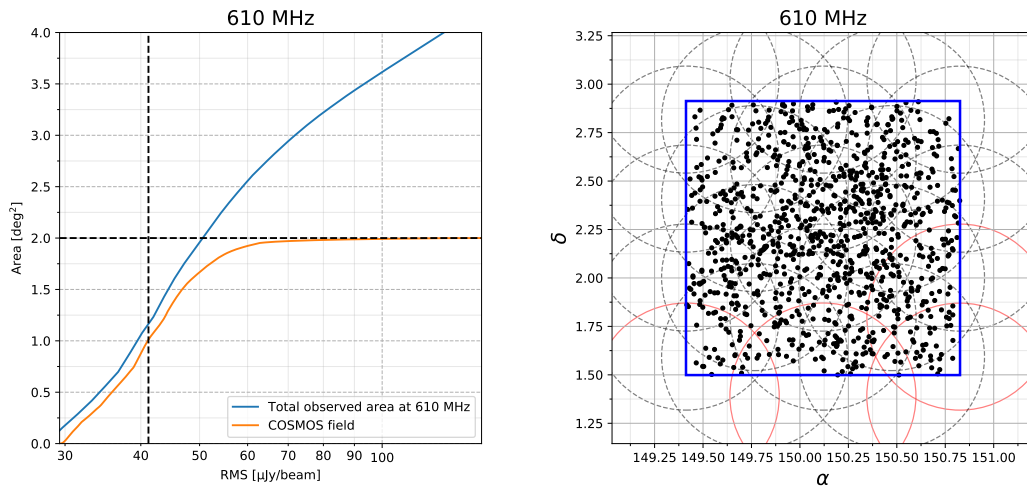 610 MHz
4.0
3.5
3.0
2.5
2.0
1.5
1.0
0.5
0.0
Area [deg²]
30 40 50 60 70 80 90 100
RMS [μJy/beam]
Total observed area at 610 MHz
COSMOS field
610 MHz
3.25
3.00
2.75
2.50
2.25
2.00
1.75
1.50
1.25
δ
149.25 149.50 149.75 150.00 150.25 150.50 150.75 151.00 151.2
α